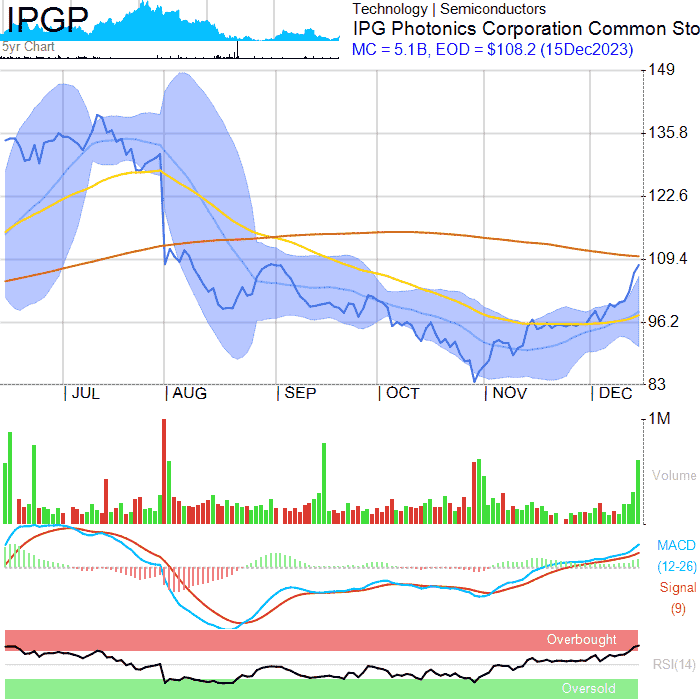 IPGP
5yr Chart
Technology | Semiconductors
IPG Photonics Corporation Common Sto
MC = 5.1B, EOD = $108.2 (15Dec2023)
149
135.8
122.6
109.4
96.2
83
| JUL | AUG | SEP | OCT | NOV | DEC
1M
Volume
MACD
(12-26)
Signal
(9)
Overbought
RSI(14)
Oversold